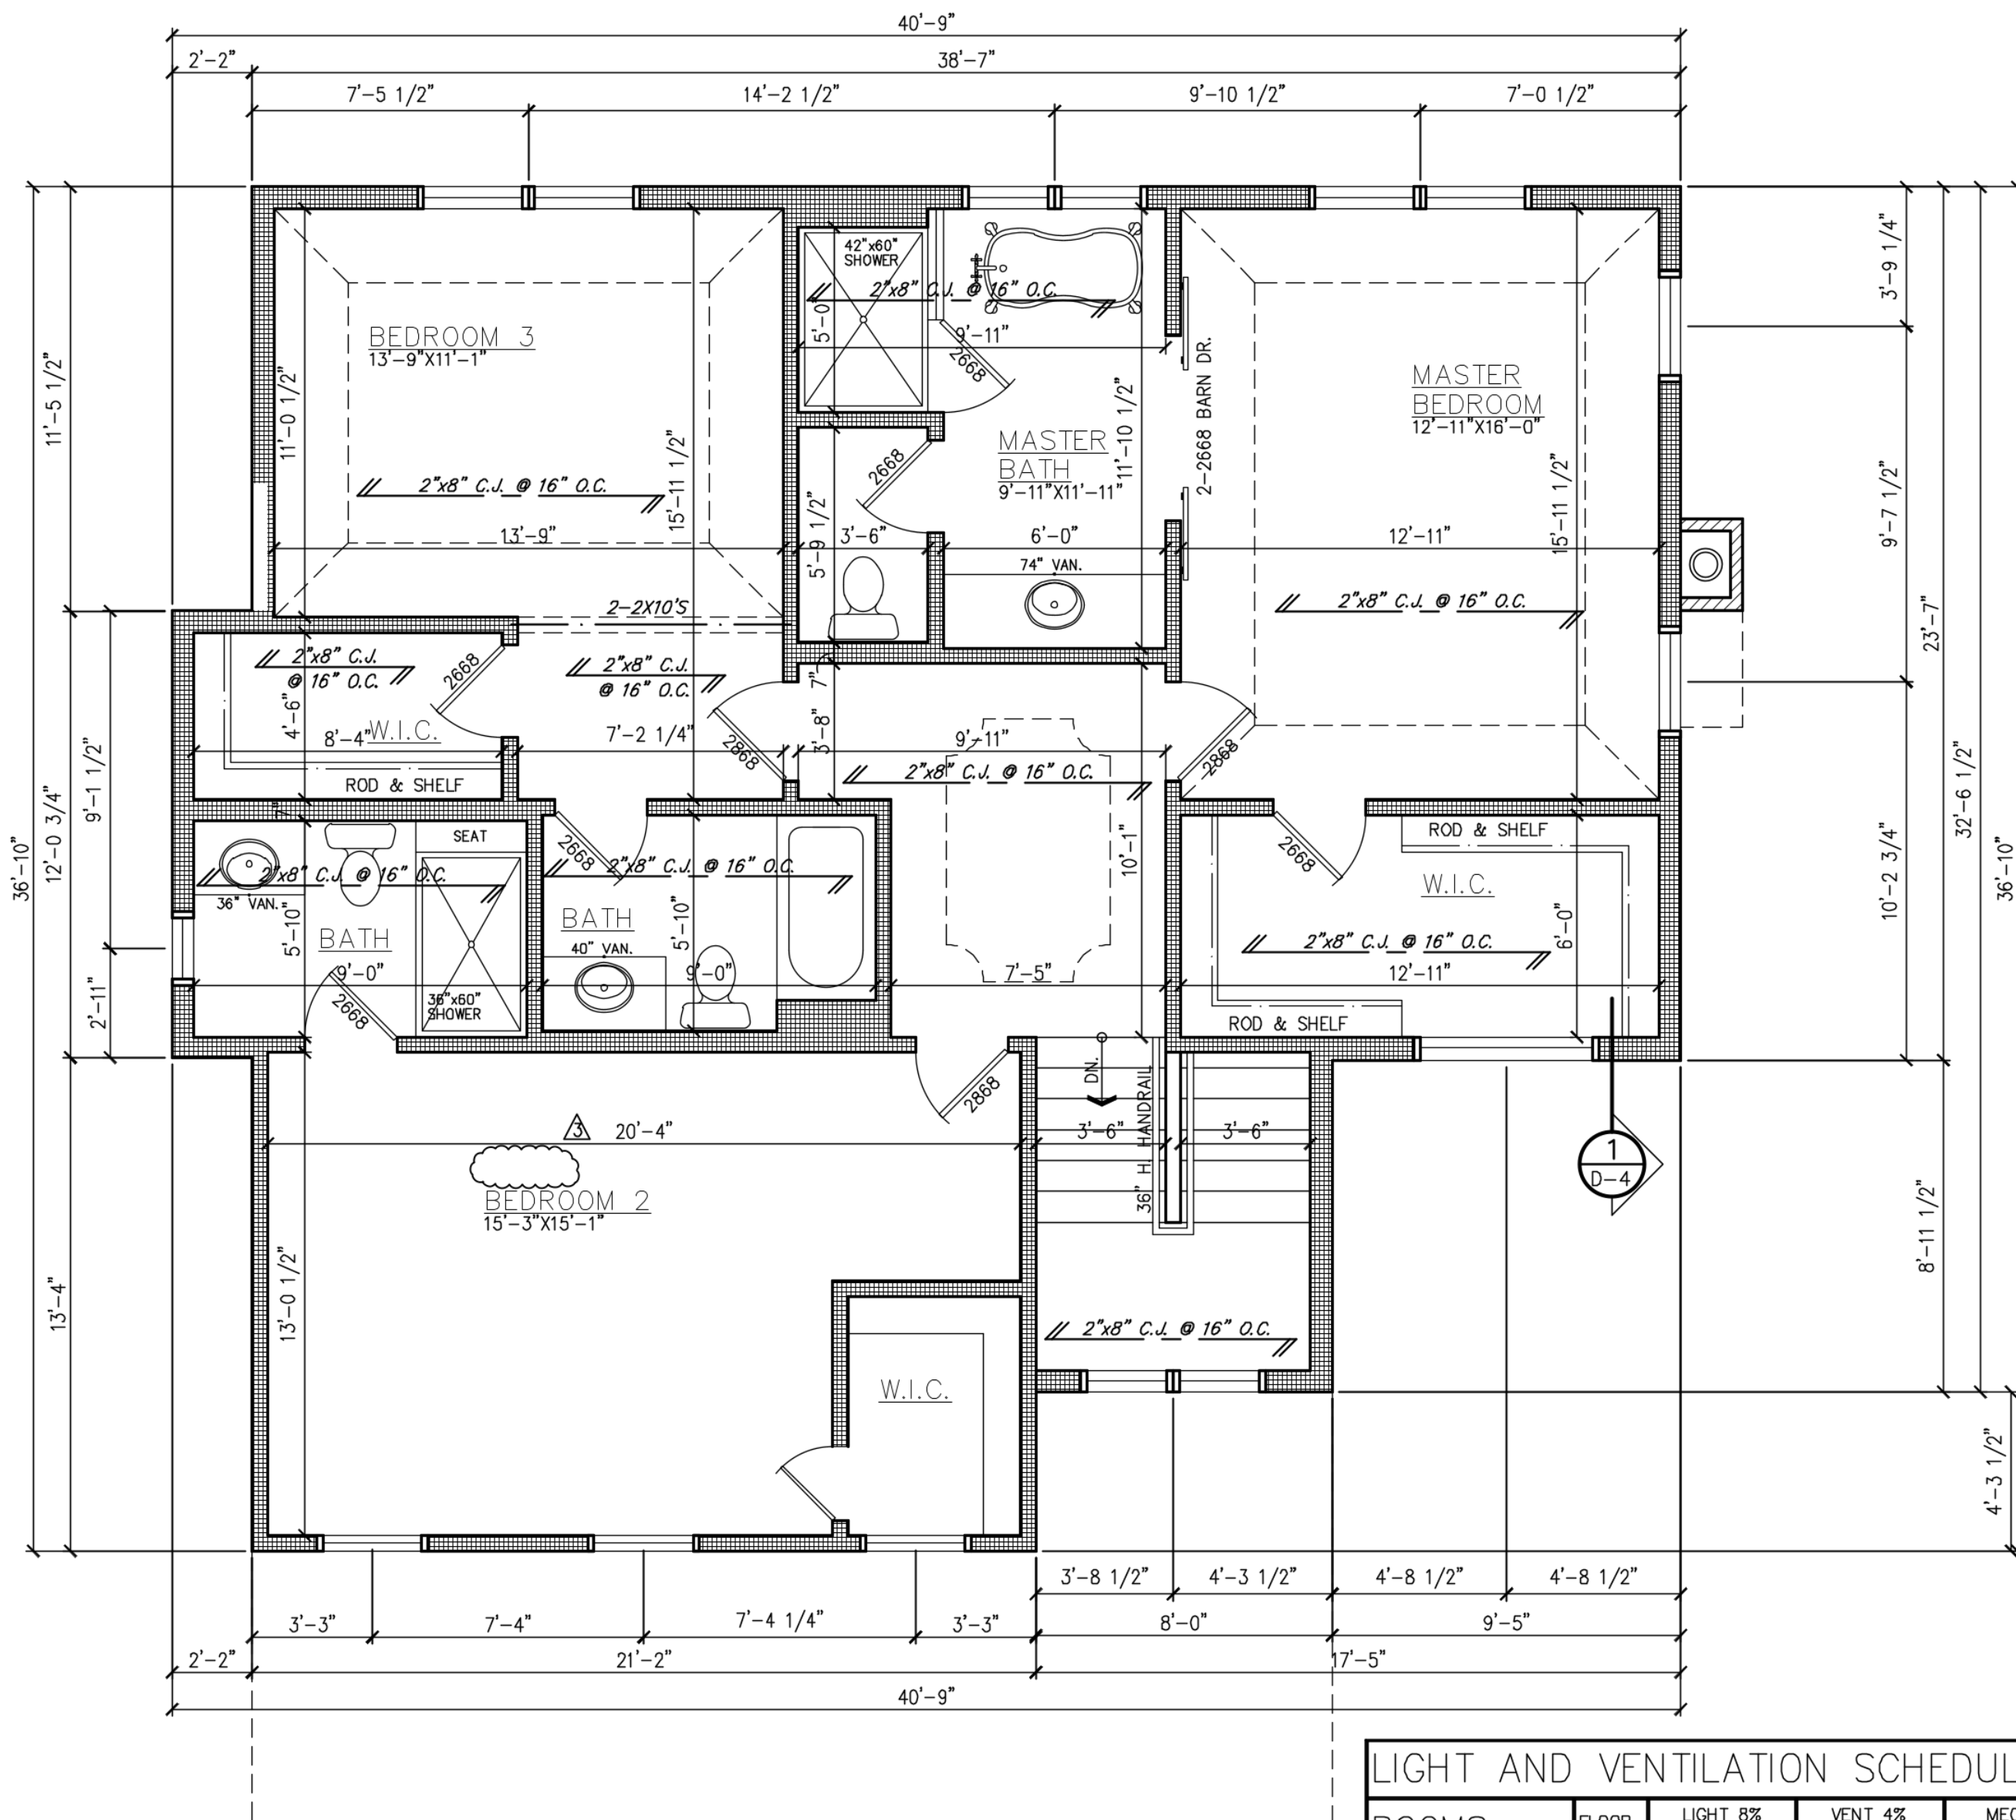 40'-9"
2'-2"
38'-7"
7'-5 1/2"
14'-2 1/2"
9'-10 1/2"
7'-0 1/2"
42"x60"
SHOWER
2"x8" C.J. @ 16" O.C.
5'-0"
9'-11"
2668
2-2668 BARN DR.
3'-9 1/4"
BEDROOM 3
13'-9"X11'-1"
11'-0 1/2"
11'-5 1/2"
MASTER
BEDROOM
12'-11"X16'-0"
MASTER
BATH
9'-11"X11'-11"
11'-10 1/2"
2668
15'-11 1/2"
2"x8" C.J. @ 16" O.C.
15'-11 1/2"
13'-9"
5'-9 1/2"
3'-6"
6'-0"
12'-11"
9'-7 1/2"
74" VAN.
2-2X10'S
2"x8" C.J. @ 16" O.C.
23'-7"
2"x8" C.J.
@ 16" O.C.
2668
2"x8" C.J.
@ 16" O.C.
7"
4'-6"
W.I.C.
8'-4"
7'-2 1/4"
2868
3'-8"
9'-11"
2868
2"x8" C.J. @ 16" O.C.
ROD & SHELF
9'-1 1/2"
12'-0 3/4"
36'-10"
32'-6 1/2"
36'-10"
7"
SEAT
2"x8" C.J. @ 16" O.C.
36" VAN.
5'-10"
BATH
9'-0"
2668
36"x60"
SHOWER
2668
2"x8" C.J. @ 16" O.C.
BATH
40" VAN.
5'-10"
9'-0"
10'-1"
7'-5"
2668
ROD & SHELF
W.I.C.
2"x8" C.J. @ 16" O.C.
6'-0"
12'-11"
ROD & SHELF
10'-2 3/4"
2'-11"
DN.
36" H. HANDRAIL
2868
3
20'-4"
3'-6"
3'-6"
1
D-4
BEDROOM 2
15'-3"X15'-1"
13'-0 1/2"
13'-4"
8'-11 1/2"
2"x8" C.J. @ 16" O.C.
W.I.C.
4'-3 1/2"
3'-8 1/2"
4'-3 1/2"
4'-8 1/2"
4'-8 1/2"
3'-3"
7'-4"
7'-4 1/4"
3'-3"
8'-0"
9'-5"
2'-2"
21'-2"
17'-5"
40'-9"
LIGHT AND VENTILATION SCHEDUL
LIGHT 8%
VENT 4%